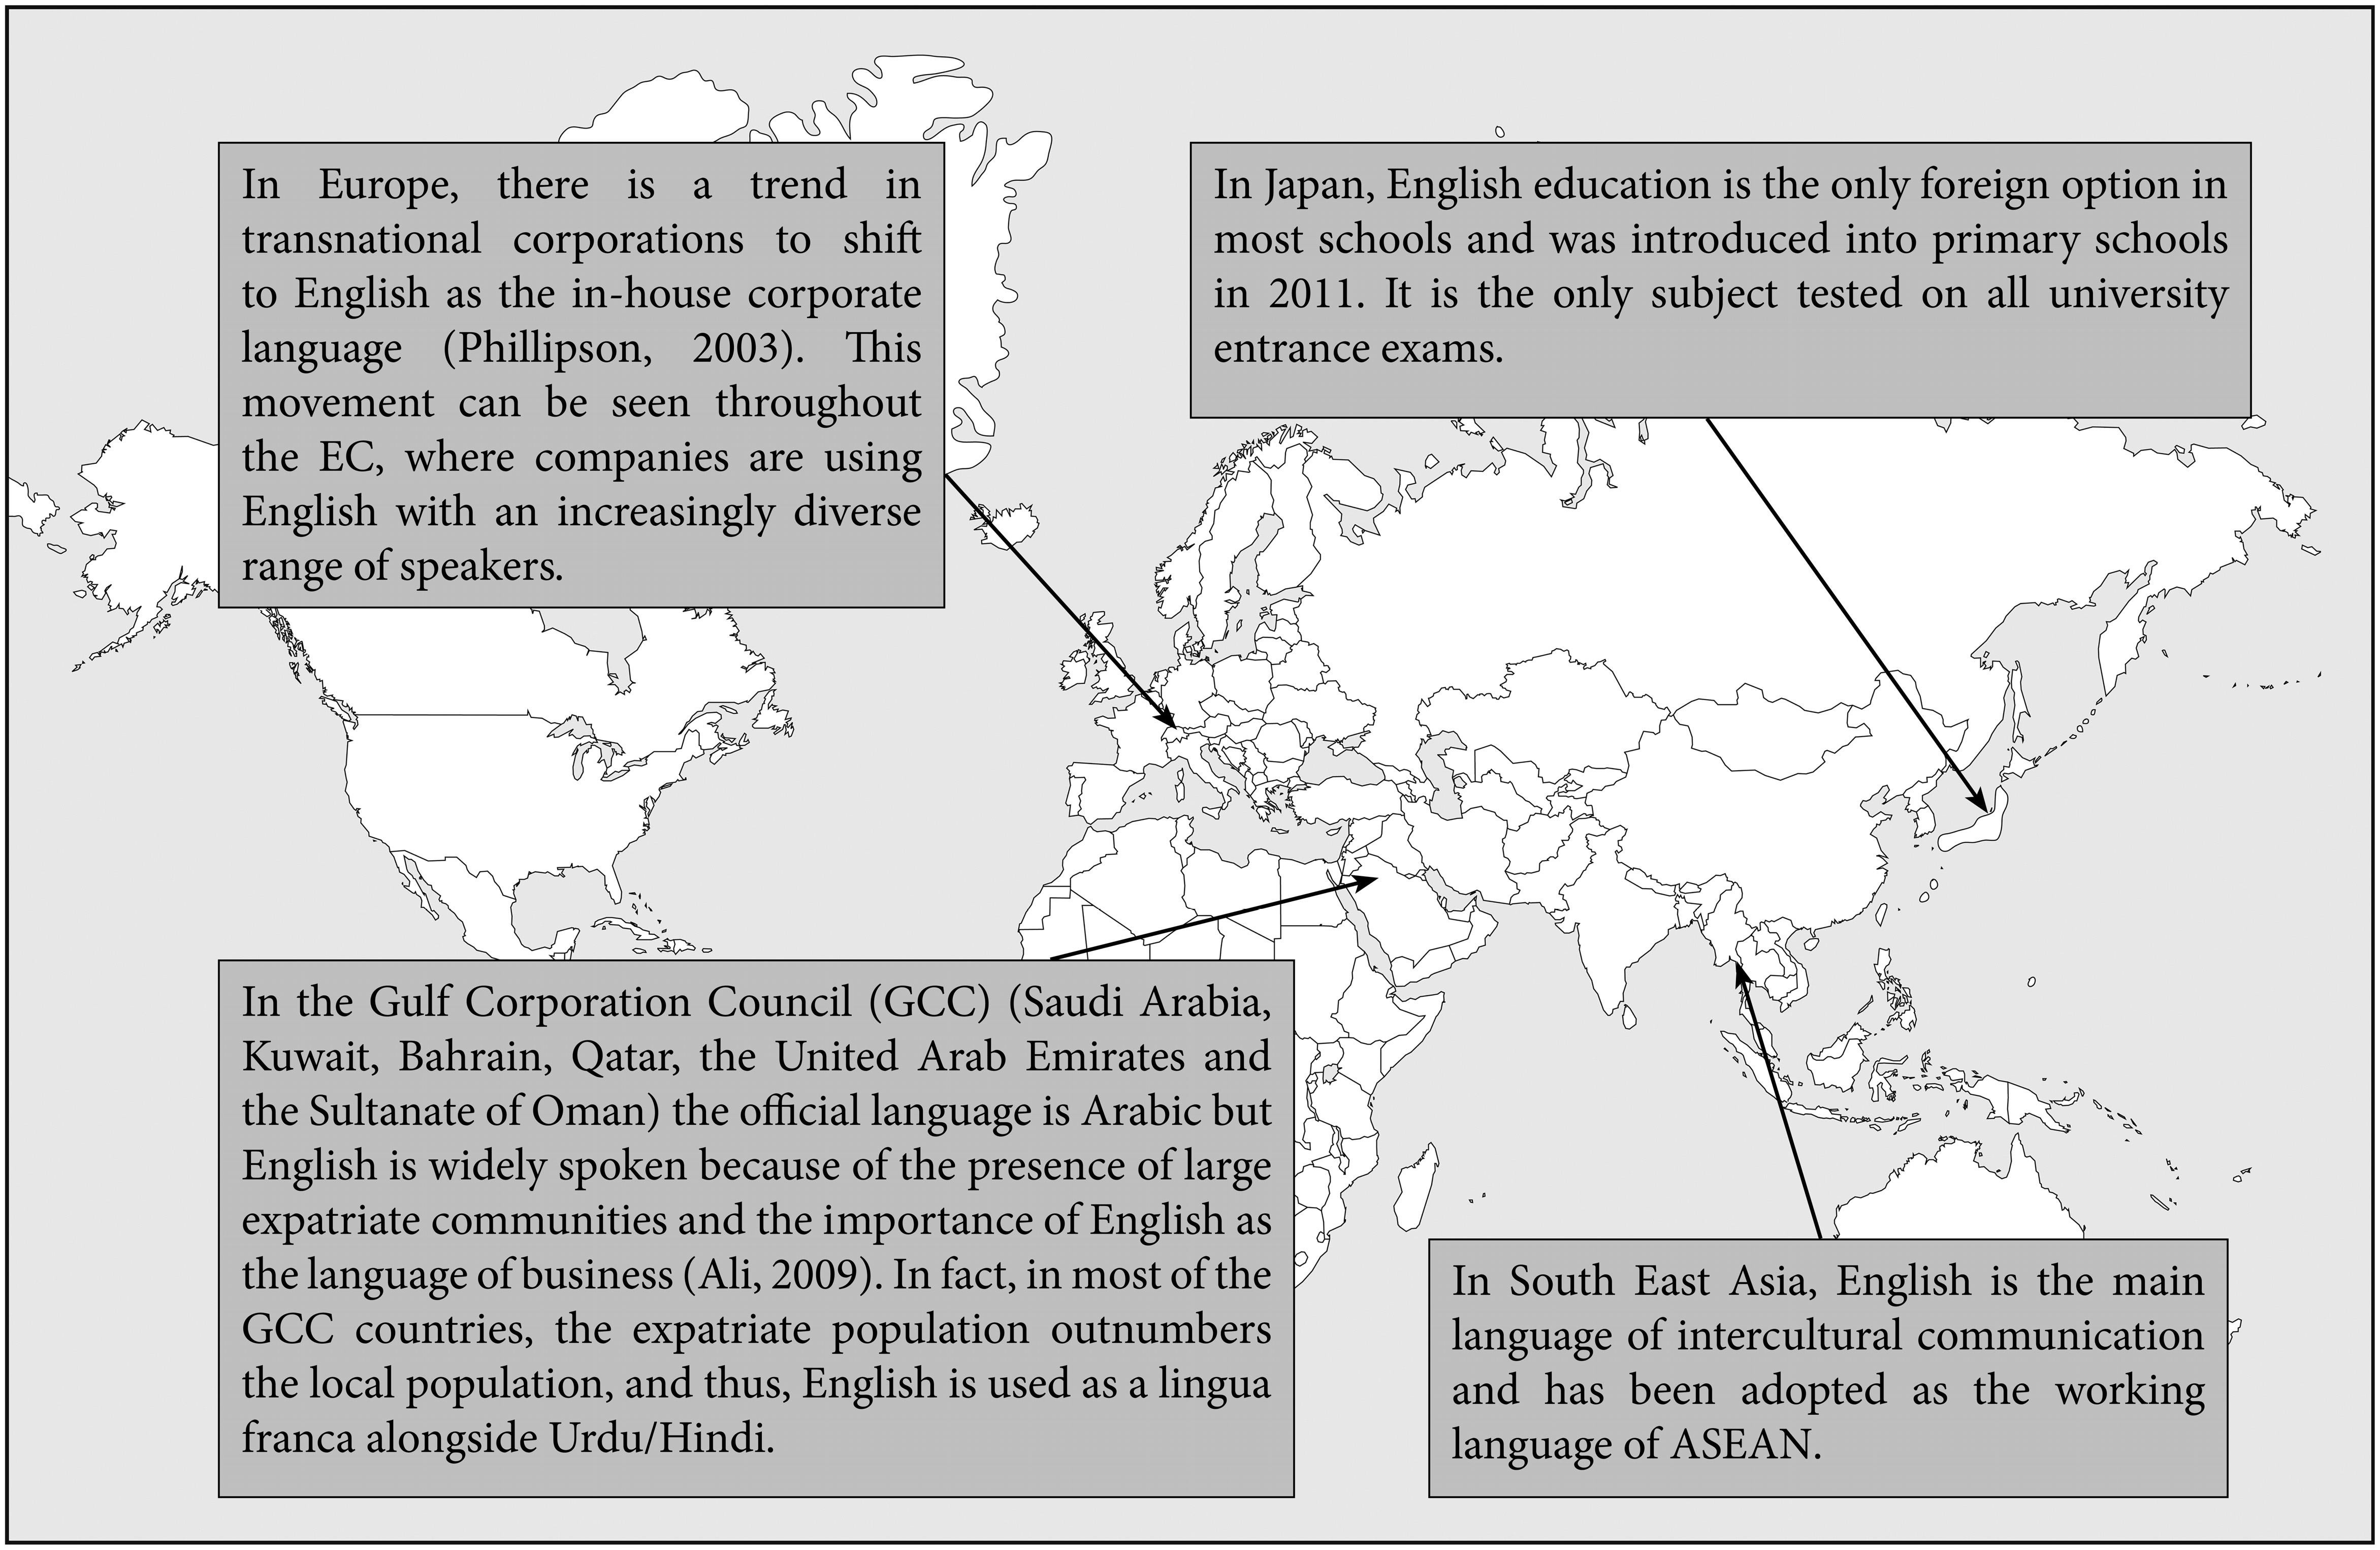 In Europe, there is a trend in
transnational corporations to shift
to English as the in-house corporate
language (Phillipson, 2003). This
movement can be seen throughout
the EC, where companies are using
English with an increasingly diverse
range of speakers.
In Japan, English education is the only foreign option in
most schools and was introduced into primary schools
in 2011. It is the only subject tested on all university
entrance exams.
In the Gulf Corporation Council (GCC) (Saudi Arabia,
Kuwait, Bahrain, Qatar, the United Arab Emirates and
the Sultanate of Oman) the official language is Arabic but
English is widely spoken because of the presence of large
expatriate communities and the importance of English as
the language of business (Ali, 2009). In fact, in most of the
GCC countries, the expatriate population outnumbers
the local population, and thus, English is used as a lingua
franca alongside Urdu/Hindi.
In South East Asia, English is the main
language of intercultural communication
and has been adopted as the working
language of ASEAN.